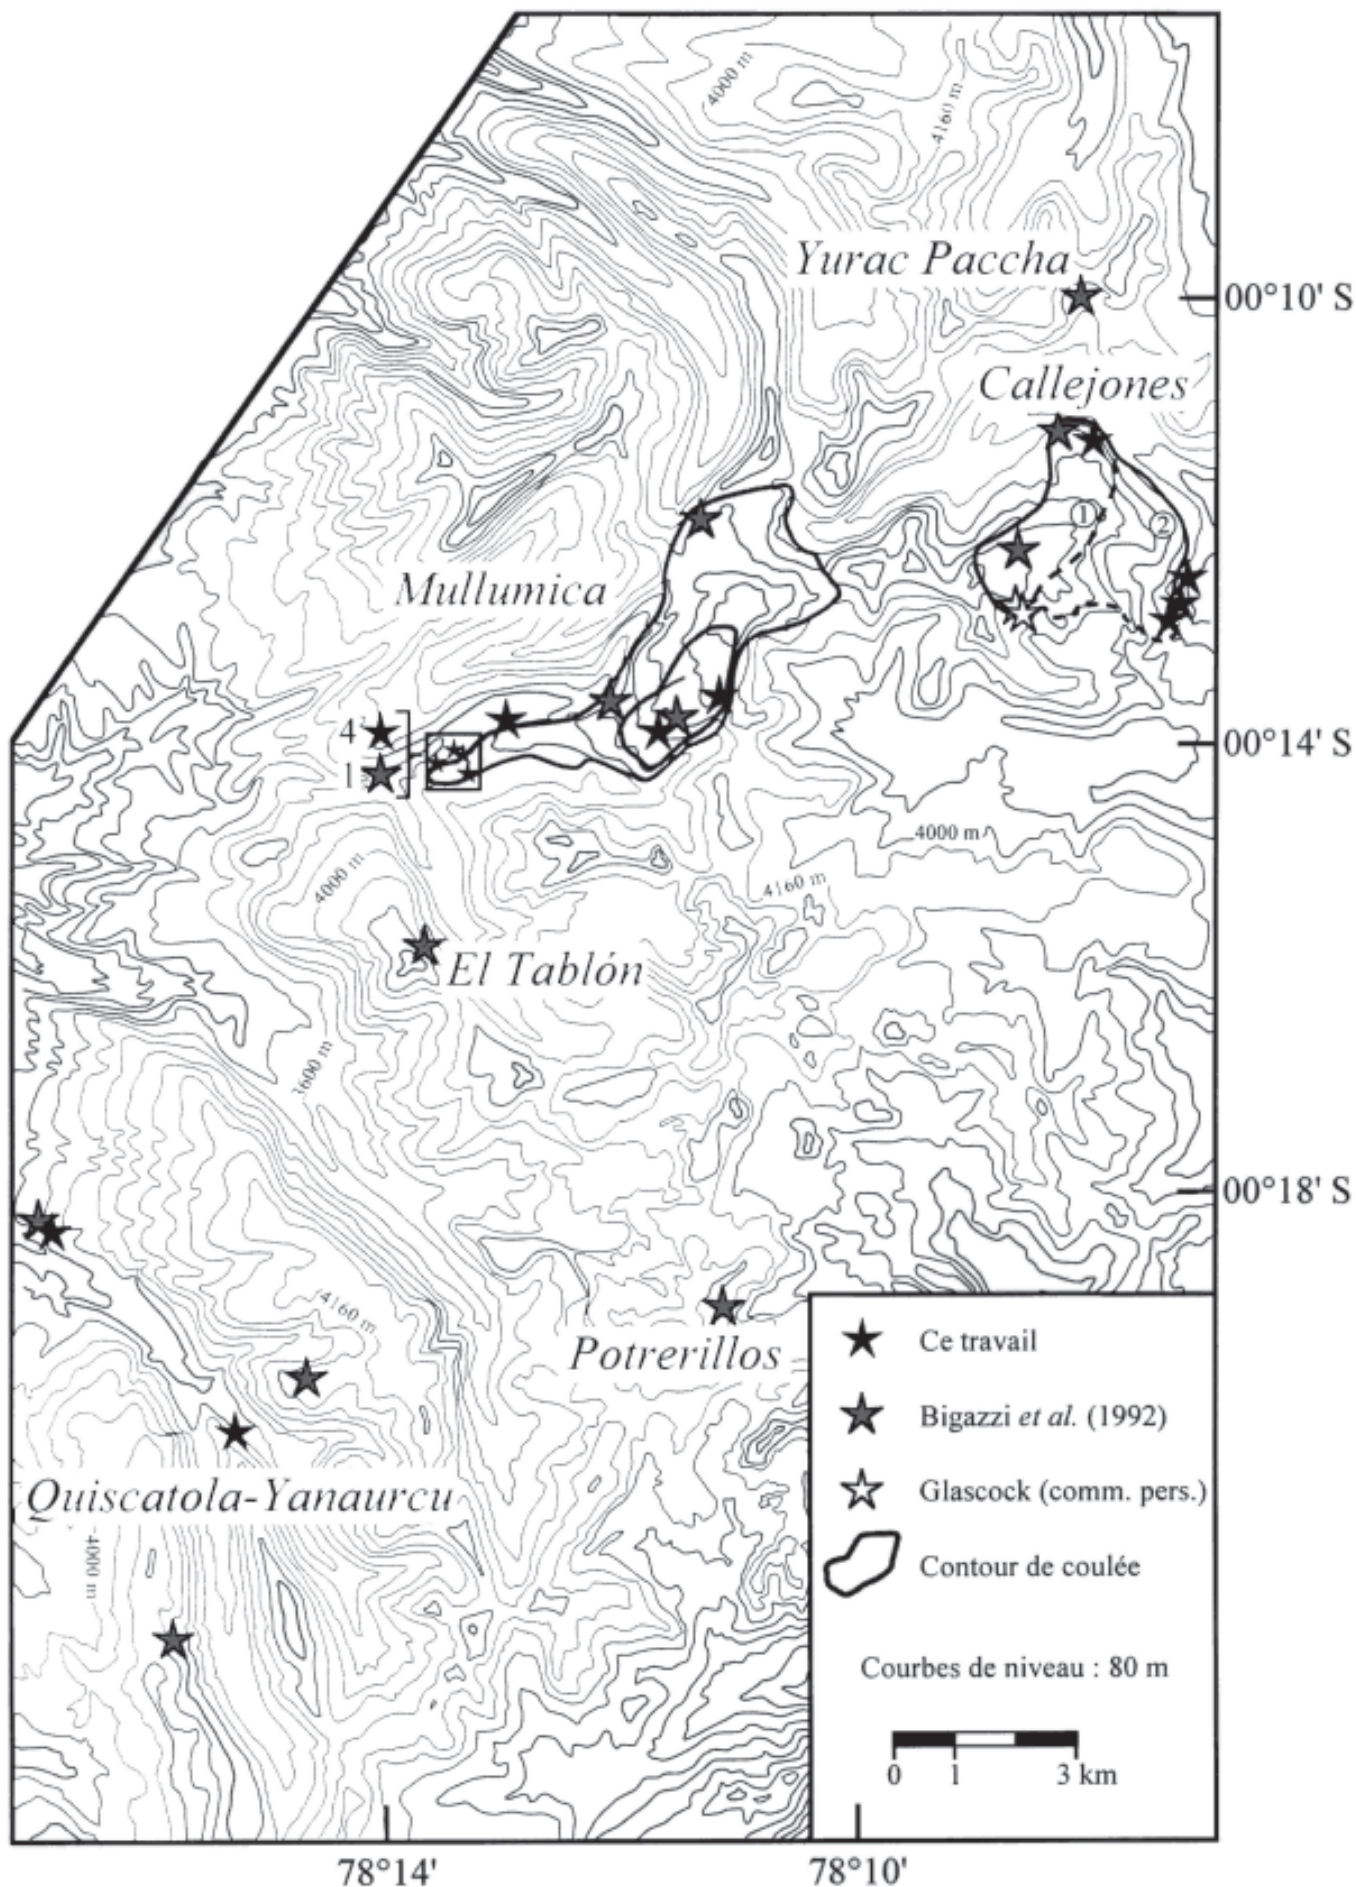 4000 m
4160 m
Yurac Paccha
00°10' S
Callejones
1
2
Mullumica
4
1
00°14' S
4000 m
4000 m
4160 m
El Tablón
3600 m
00°18' S
4160 m
Potrerillos
Quiscatola-Yanaurcu
4000 m
Ce travail
Bigazzi et al. (1992)
Glascock (comm. pers.)
Contour de coulée
Courbes de niveau : 80 m
0 1 3 km
78°14' 78°10'